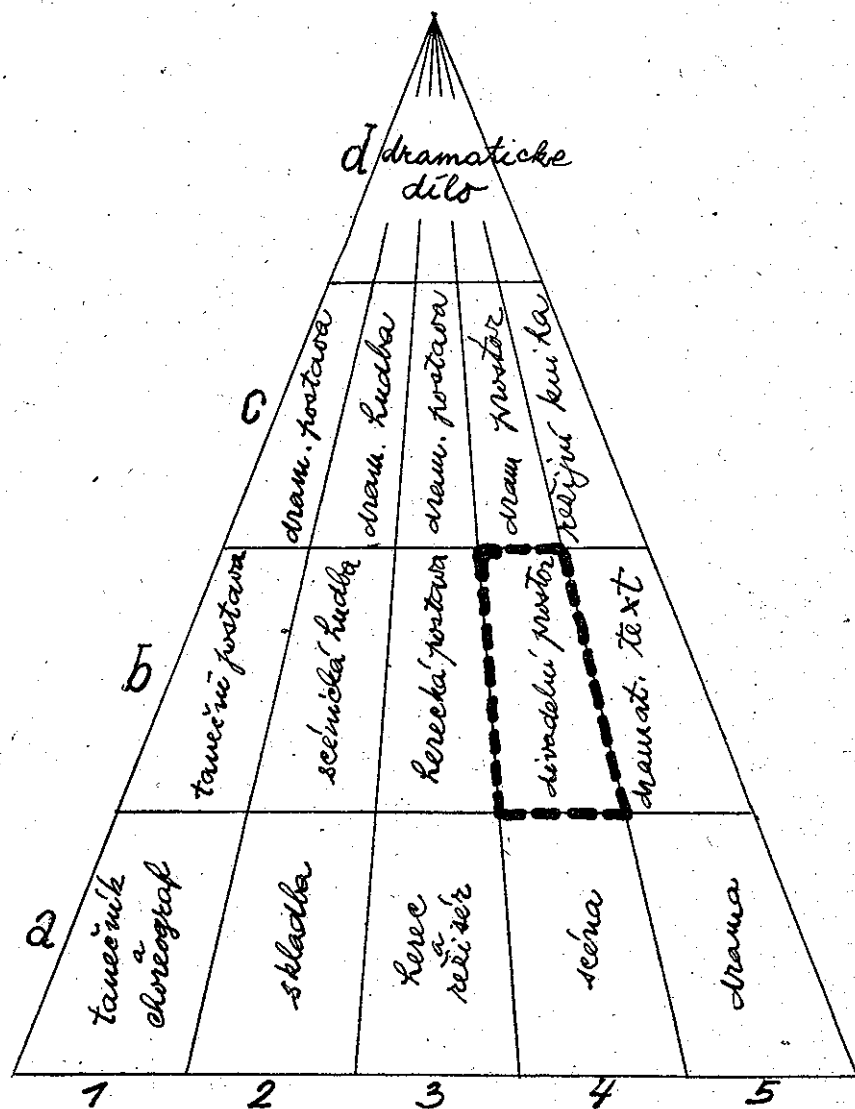 d dramaticke
dílo
c
dram. postava
dram. hudba
dram. postava
dram prostor
režijní kniha
b
taneční postava
scénická hudba
herecká postava
divadelní prostor
dramat. text
a
tanečník
a
choreograf
skladba
herec
a
režisér
scéna
drama
1 2 3 4 5